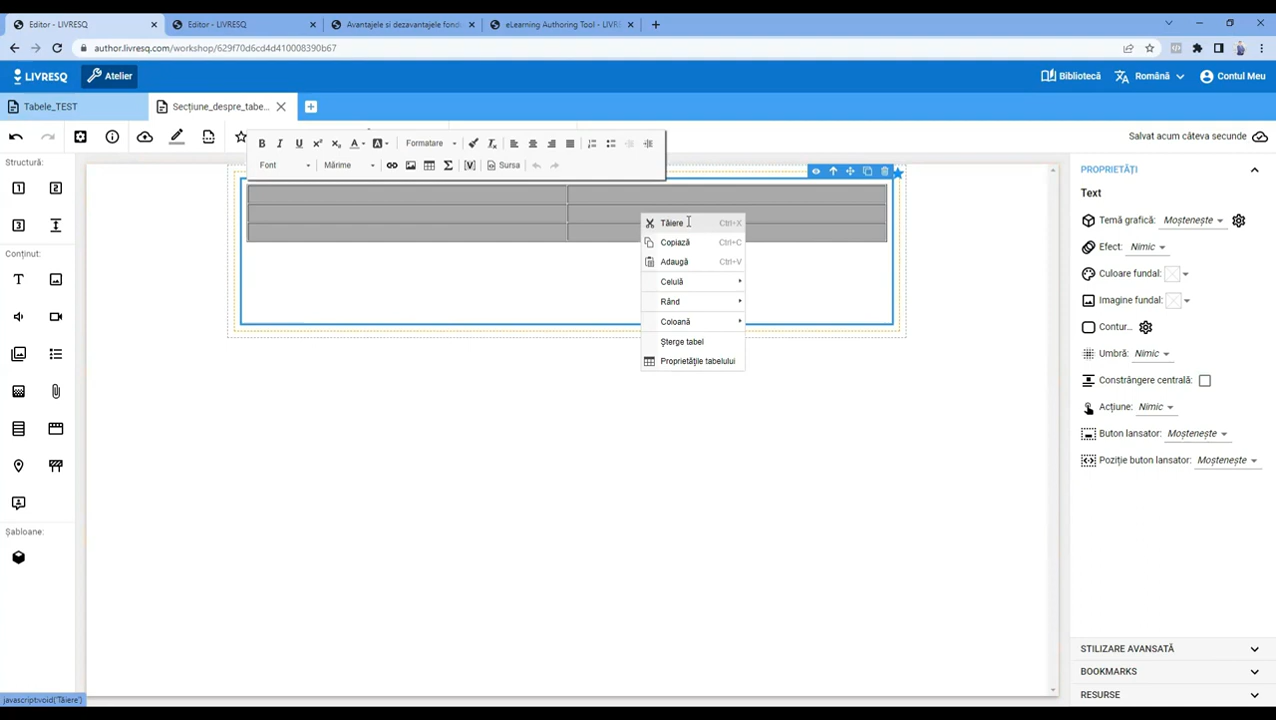 Editor - LIVRESQ
Editor - LIVRESQ
Avantajele si dezavantajele fond
eLearning Authoring Tool - LIVRE
author.livresq.com/workshop/629f70d6cd4d410008390b67
LIVRESQ
Atelier
Bibliotecă
Română
Contul Meu
Tabele_TEST
Secțiune_despre_tabe...
Salvat acum câteva secunde
Structură:
Conținut:
Șabloane:
Formatare
Font
Mărime
Sursa
Tăiere Ctrl+X
Copiază Ctrl+C
Adaugă Ctrl+V
Celulă
Rând
Coloană
Șterge tabel
Proprietățile tabelului
PROPRIETĂȚI
Text
Temă grafică: Moștenește
Efect: Nimic
Culoare fundal:
Imagine fundal:
Contur...
Umbră: Nimic
Constrângere centrală:
Acțiune: Nimic
Buton lansator: Moștenește
Poziție buton lansator: Moștenește
STILIZARE AVANSATĂ
BOOKMARKS
RESURSE
javascript:void('Tăiere')